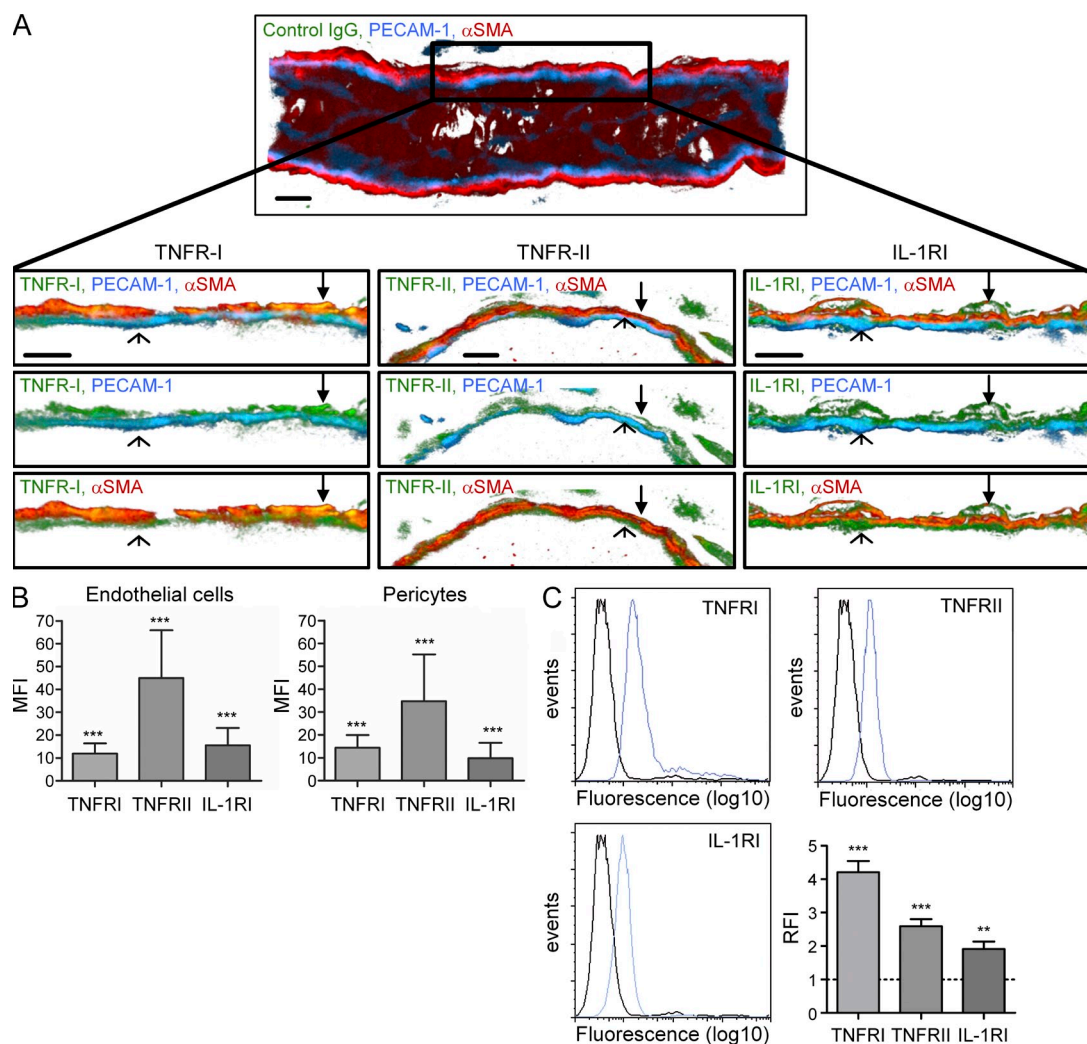 A
Control IgG, PECAM-1, αSMA
TNFR-I
TNFR-II
IL-1RI
TNFR-I, PECAM-1, αSMA
TNFR-II, PECAM-1, αSMA
IL-1RI, PECAM-1, αSMA
TNFR-I, PECAM-1
TNFR-II, PECAM-1
IL-1RI, PECAM-1
TNFR-I, αSMA
TNFR-II, αSMA
IL-1RI, αSMA
B
Endothelial cells
MFI
70
60
50
40
30
20
10
0
***
***
***
TNFRI
TNFRII
IL-1RI
Pericytes
MFI
70
60
50
40
30
20
10
0
***
***
***
TNFRI
TNFRII
IL-1RI
C
TNFRI
events
Fluorescence (log10)
TNFRII
events
Fluorescence (log10)
IL-1RI
events
Fluorescence (log10)
RFI
5
4
3
2
1
0
***
***
**
TNFRI
TNFRII
IL-1RI